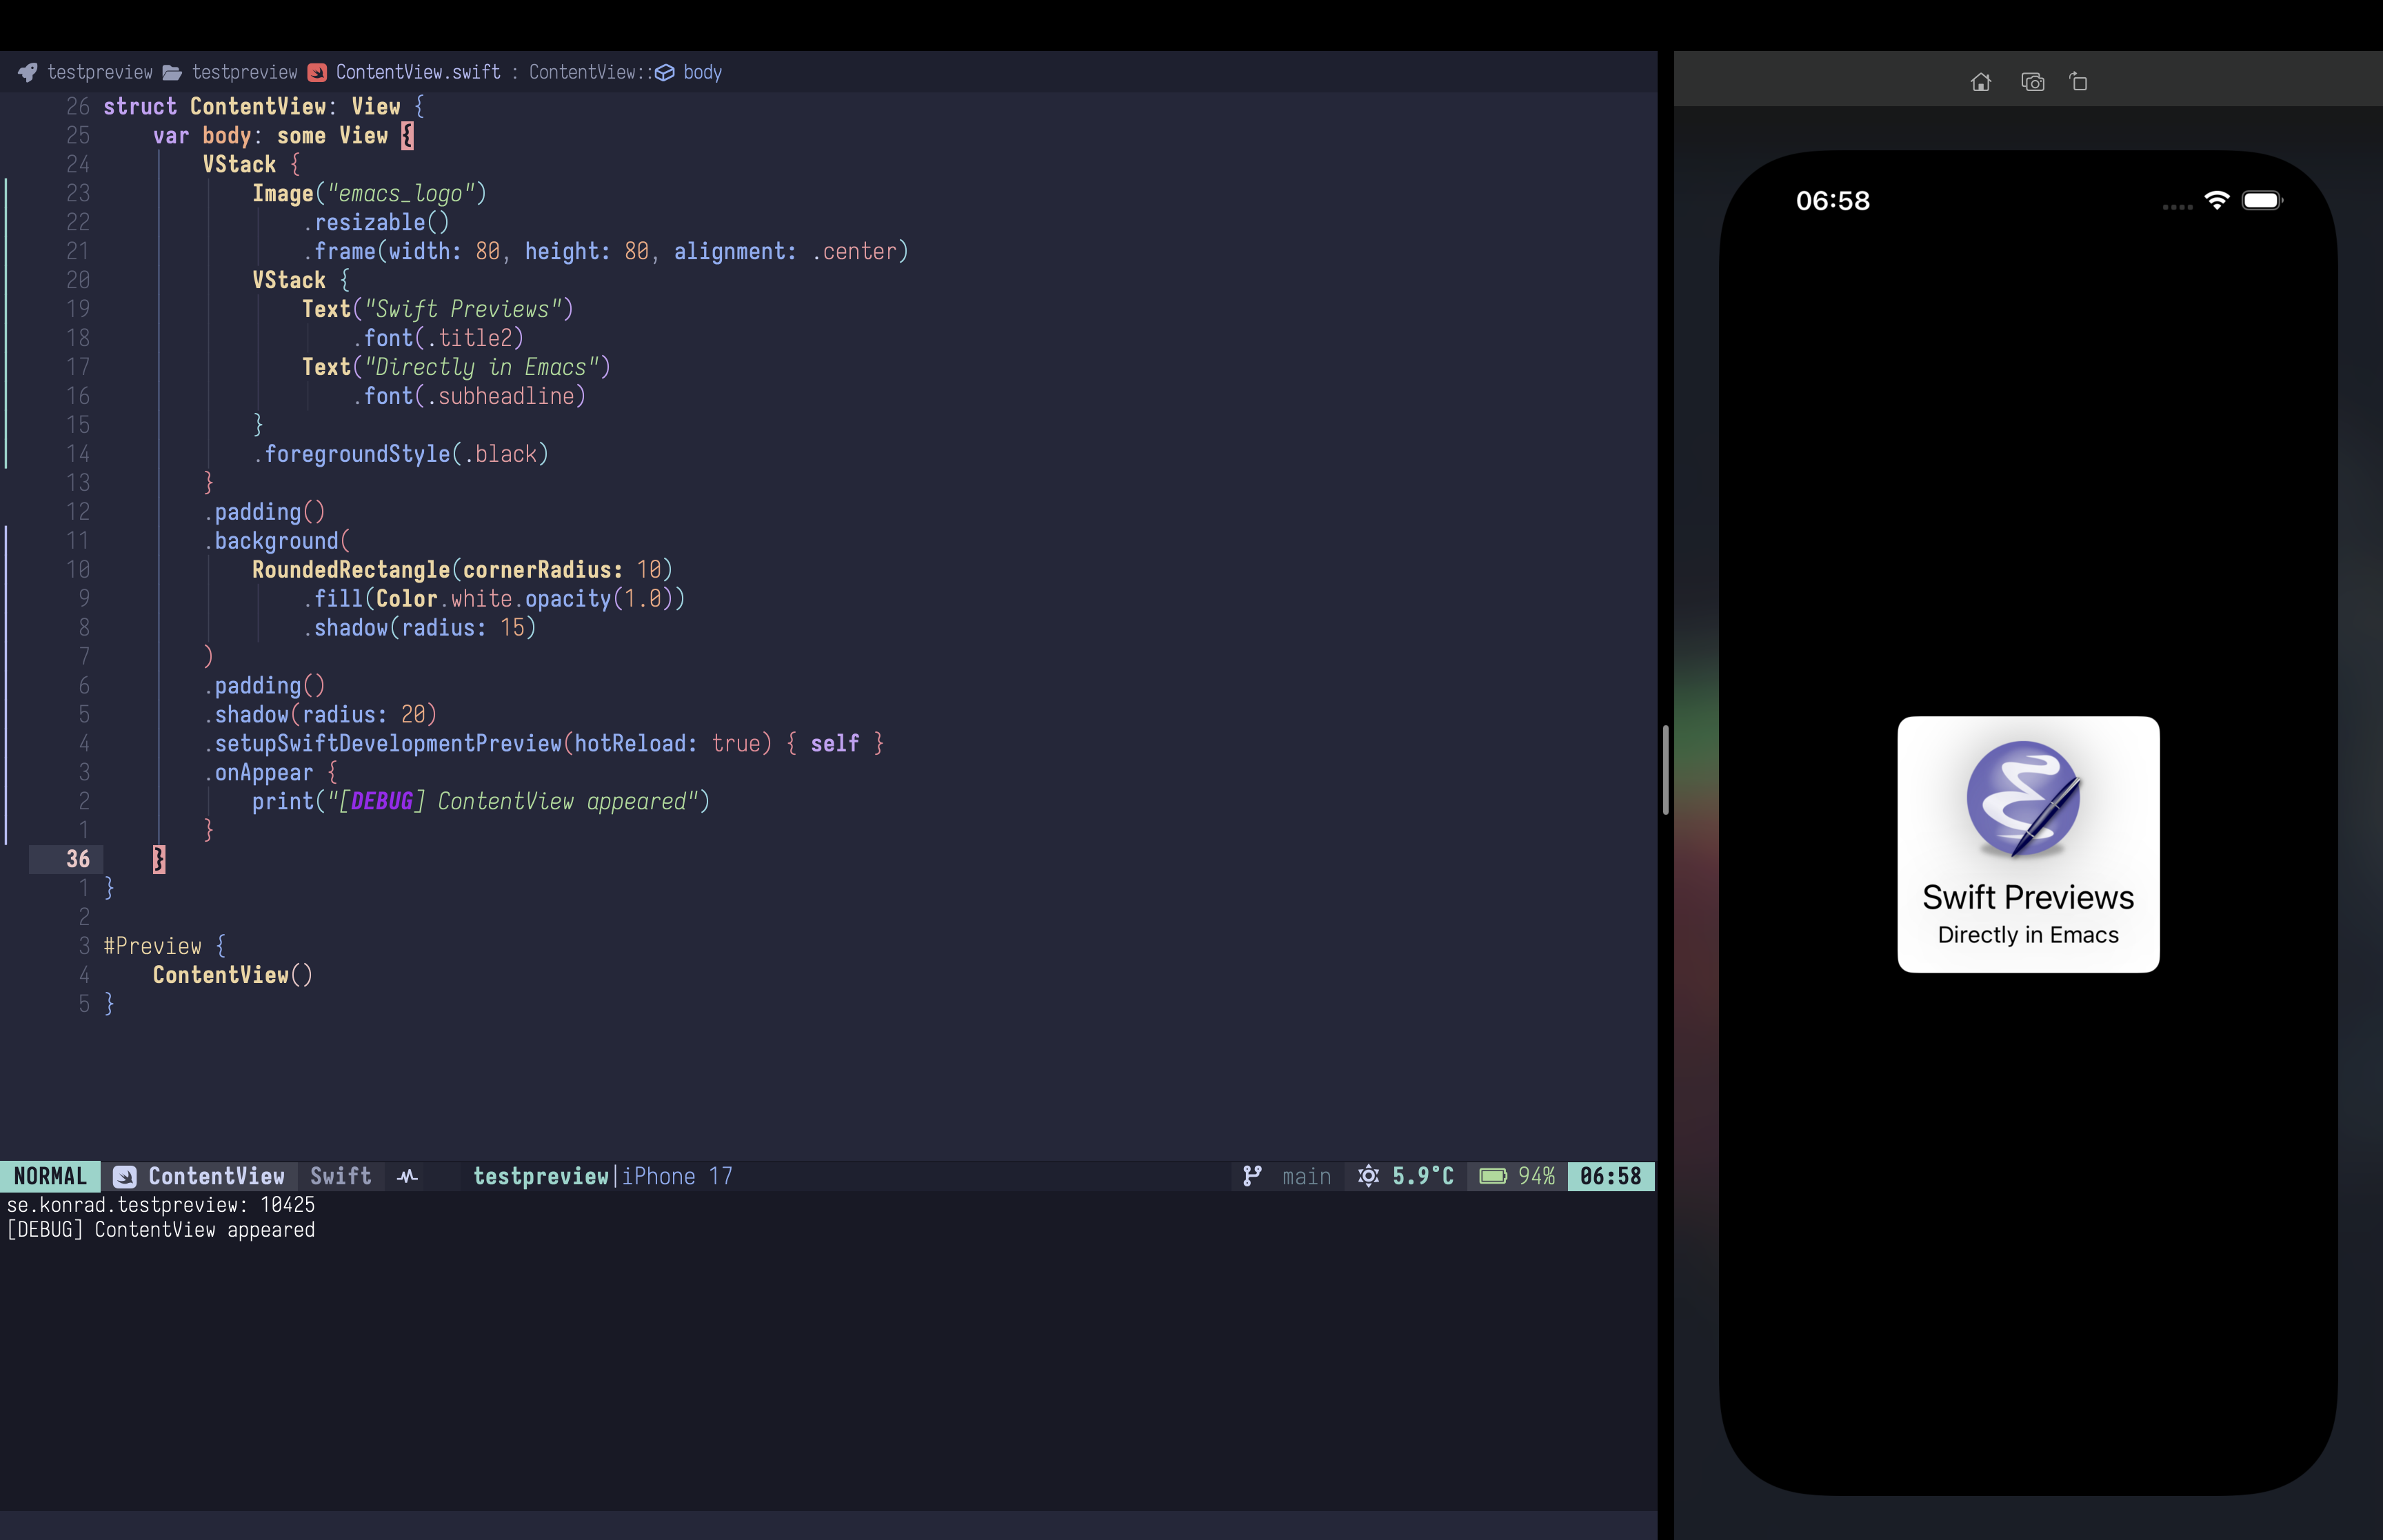 testpreview testpreview ContentView.swift : ContentView:: body
26 struct ContentView: View {
25     var body: some View {
24         VStack {
23             Image("emacs_logo")
22                 .resizable()
21                 .frame(width: 80, height: 80, alignment: .center)
20             VStack {
19                 Text("Swift Previews")
18                     .font(.title2)
17                 Text("Directly in Emacs")
16                     .font(.subheadline)
15             }
14             .foregroundStyle(.black)
13         }
12         .padding()
11         .background(
10             RoundedRectangle(cornerRadius: 10)
9                 .fill(Color.white.opacity(1.0))
8                 .shadow(radius: 15)
7         )
6         .padding()
5         .shadow(radius: 20)
4         .setupSwiftDevelopmentPreview(hotReload: true) { self }
3         .onAppear {
2             print("[DEBUG] ContentView appeared")
1         }
36     }
1 }
2
3 #Preview {
4     ContentView()
5 }
NORMAL ContentView Swift testpreview|iPhone 17 main 5.9°C 94% 06:58
se.konrad.testpreview: 10425
[DEBUG] ContentView appeared
06:58
Swift Previews
Directly in Emacs